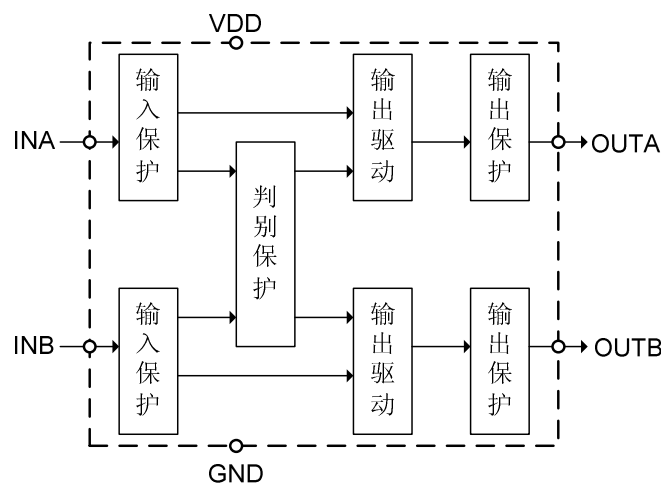 VDD
INA
输入保护
输出驱动
输出保护
OUTA
判别保护
INB
输入保护
输出驱动
输出保护
OUTB
GND